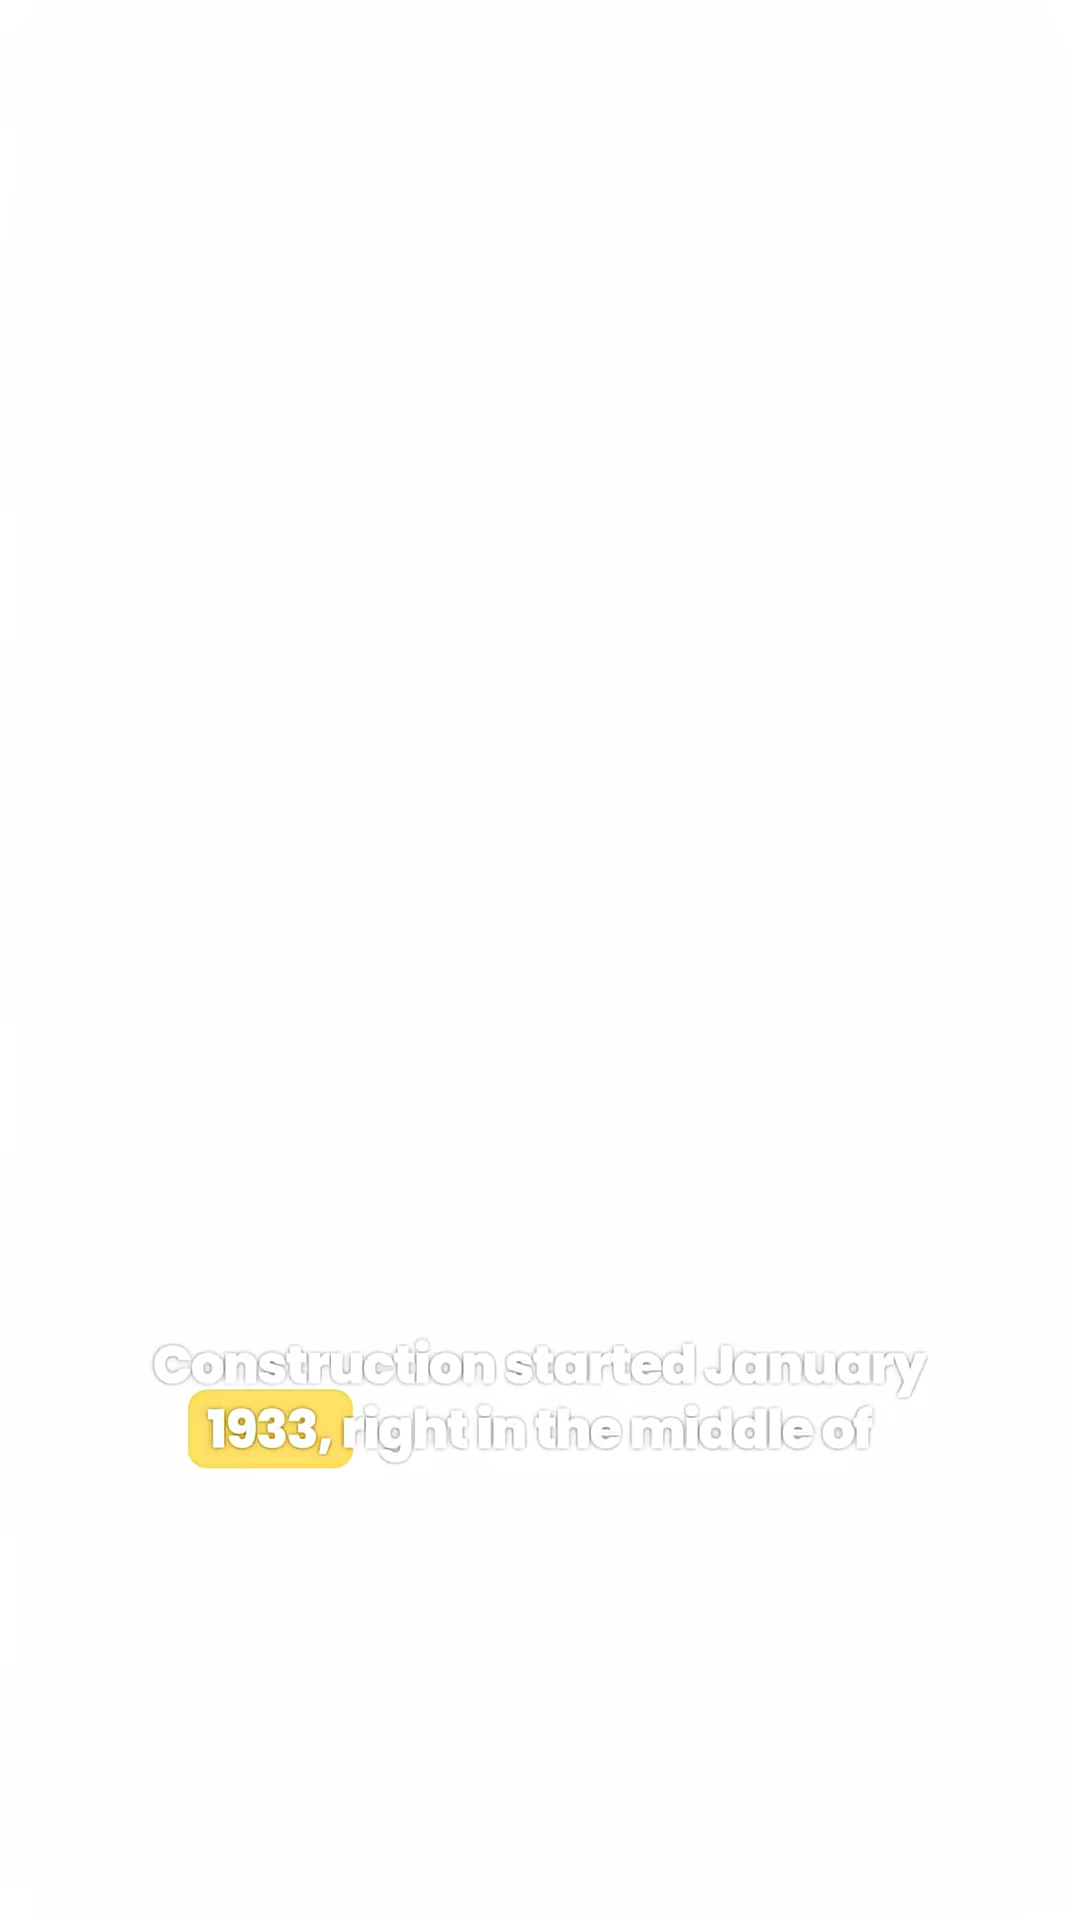 Construction started January
1933, right in the middle of